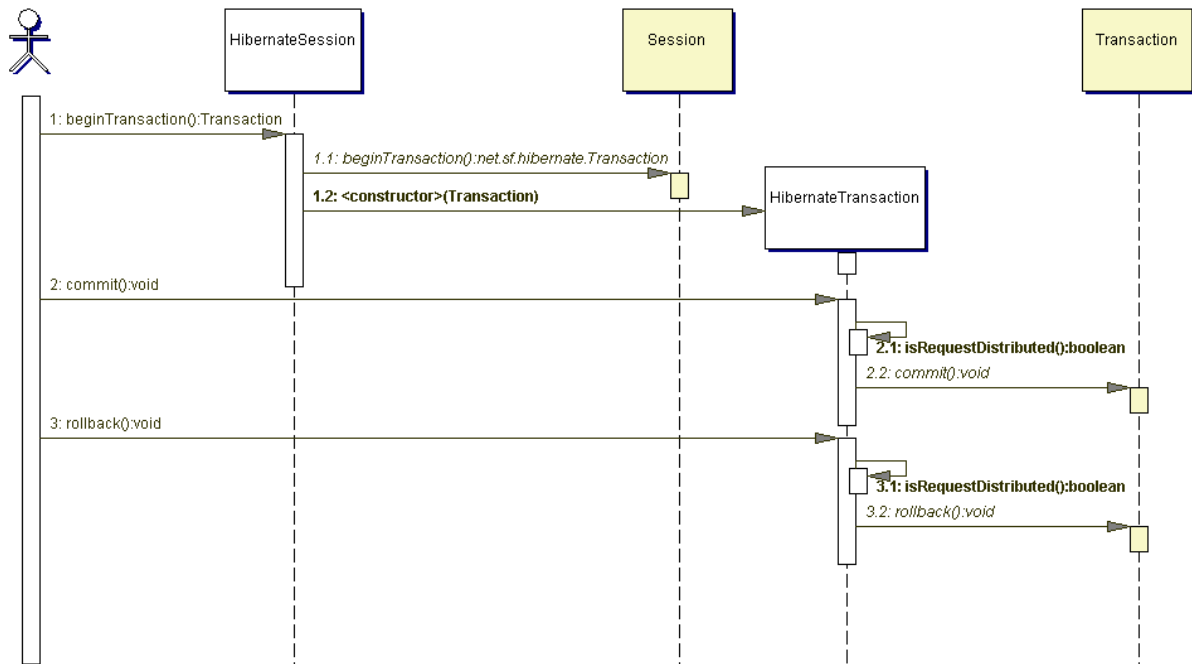 HibernateSession
Session
Transaction
1: beginTransaction():Transaction
1.1: beginTransaction():net.sf.hibernate.Transaction
1.2: <constructor>(Transaction)
HibernateTransaction
2: commit():void
2.1: isRequestDistributed():boolean
2.2: commit():void
3: rollback():void
3.1: isRequestDistributed():boolean
3.2: rollback():void